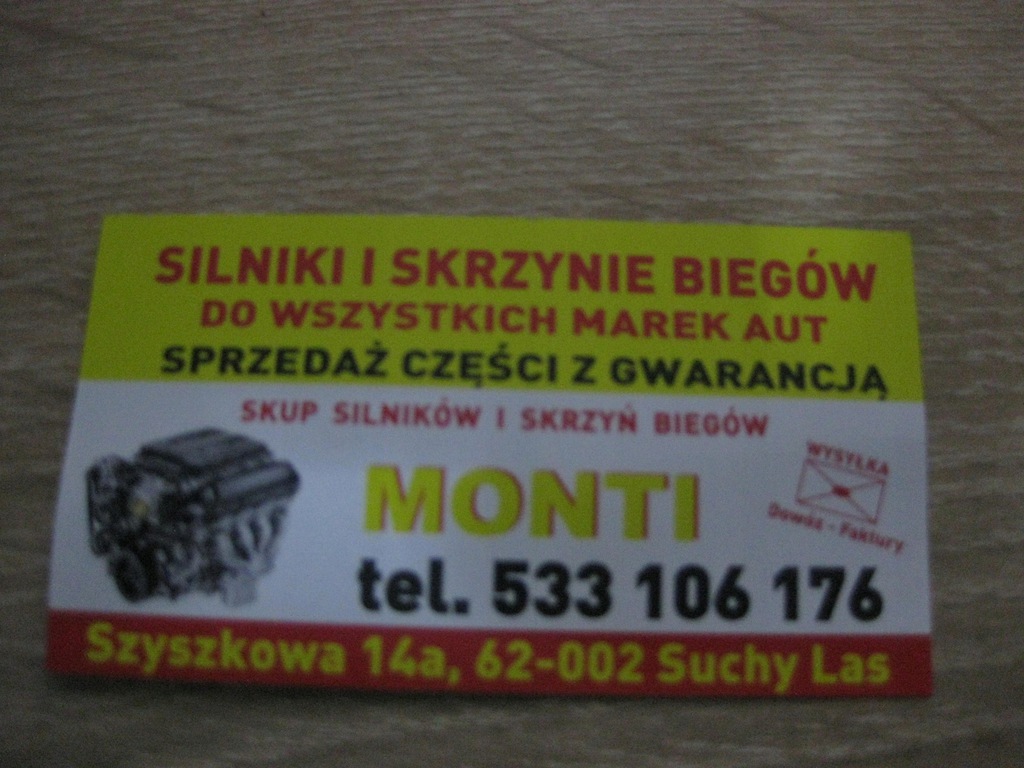 SILNIKI I SKRZYNIE BIEGÓW
DO WSZYSTKICH MAREK AUT
SPRZEDAŻ CZĘŚCI Z GWARANCJĄ
SKUP SILNIKÓW I SKRZYŃ BIEGÓW
MONTI
WYSYŁKA
Dowóz - Faktury
tel. 533 106 176
Szyszkowa 14a, 62-002 Suchy Las